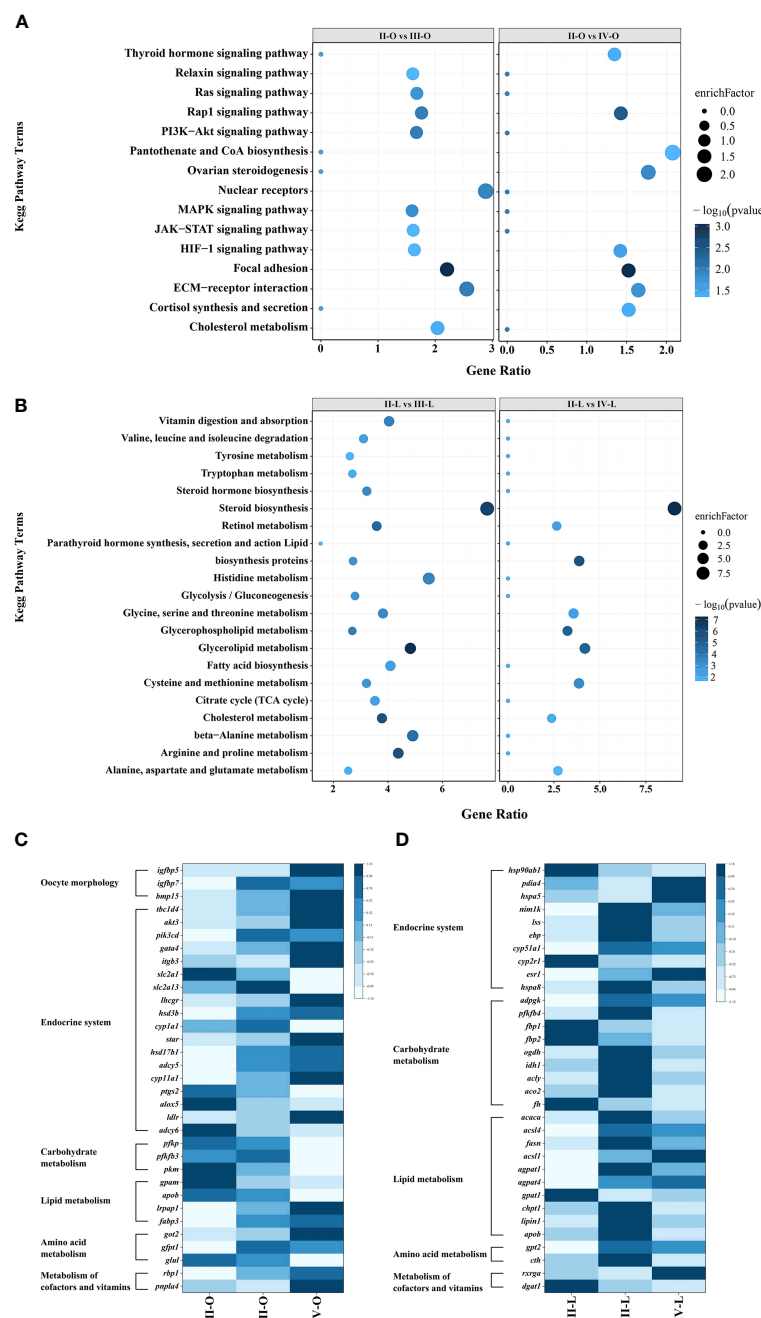 A
II-O vs III-O
II-O vs IV-O
Thyroid hormone signaling pathway
Relaxin signaling pathway
Ras signaling pathway
Rap1 signaling pathway
PI3K−Akt signaling pathway
Pantothenate and CoA biosynthesis
Ovarian steroidogenesis
Nuclear receptors
MAPK signaling pathway
JAK−STAT signaling pathway
HIF−1 signaling pathway
Focal adhesion
ECM−receptor interaction
Cortisol synthesis and secretion
Cholesterol metabolism
Kegg Pathway Terms
0 1 2 3
0.0 0.5 1.0 1.5 2.0
Gene Ratio
enrichFactor
0.0
0.5
1.0
1.5
2.0
− log10(pvalue)
3.0
2.5
2.0
1.5
B
II-L vs III-L
II-L vs IV-L
Vitamin digestion and absorption
Valine, leucine and isoleucine degradation
Tyrosine metabolism
Tryptophan metabolism
Steroid hormone biosynthesis
Steroid biosynthesis
Retinol metabolism
Parathyroid hormone synthesis, secretion and action Lipid
biosynthesis proteins
Histidine metabolism
Glycolysis / Gluconeogenesis
Glycine, serine and threonine metabolism
Glycerophospholipid metabolism
Glycerolipid metabolism
Fatty acid biosynthesis
Cysteine and methionine metabolism
Citrate cycle (TCA cycle)
Cholesterol metabolism
beta−Alanine metabolism
Arginine and proline metabolism
Alanine, aspartate and glutamate metabolism
Kegg Pathway Terms
2 4 6
0.0 2.5 5.0 7.5
Gene Ratio
enrichFactor
0.0
2.5
5.0
7.5
− log10(pvalue)
7
6
5
4
3
2
C
Oocyte morphology
igfbp5
igfbp7
bmp15
Endocrine system
tbc1d4
akt3
pik3cd
gata4
itgb3
slc2a1
slc2a13
lhcgr
hsd3b
cyp1a1
star
hsd17b1
adcy5
cyp11a1
ptgs2
alox5
ldlr
adcy6
Carbohydrate
metabolism
pfkp
pfkfb3
pkm
Lipid metabolism
gpam
apob
lrpap1
fabp3
Amino acid
metabolism
got2
gfpt1
glul
Metabolism of
cofactors and vitamins
rbp1
pnpla4
II-O
II-O
V-O
D
Endocrine system
hsp90ab1
pdia4
hspa5
nim1k
lss
ebp
cyp51a1
cyp2r1
esr1
hspa8
Carbohydrate
metabolism
adpgk
pfkfb4
fbp1
fbp2
ogdh
idh1
acly
aco2
fh
Lipid metabolism
acaca
acsl4
fasn
acsl1
agpat1
agpat4
gpat1
chpt1
lipin1
apob
Amino acid metabolism
gpt2
cth
Metabolism of
cofactors and vitamins
rxrga
dgat1
II-L
II-L
V-L